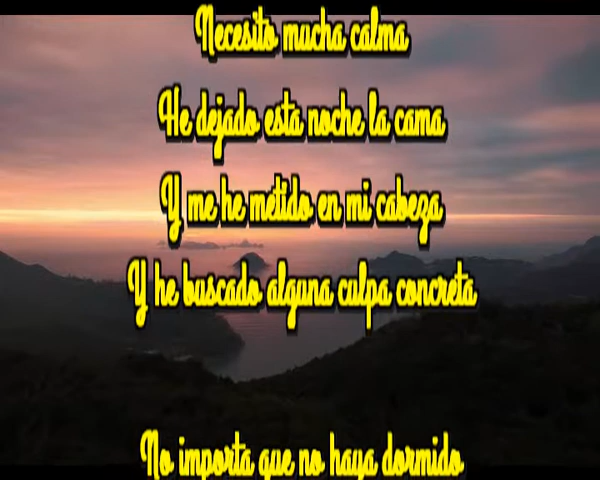 Necesito mucha calma
He dejado esta noche la cama
Y me he metido en mi cabeza
Y he buscado alguna culpa concreta
No importa que no haya dormido